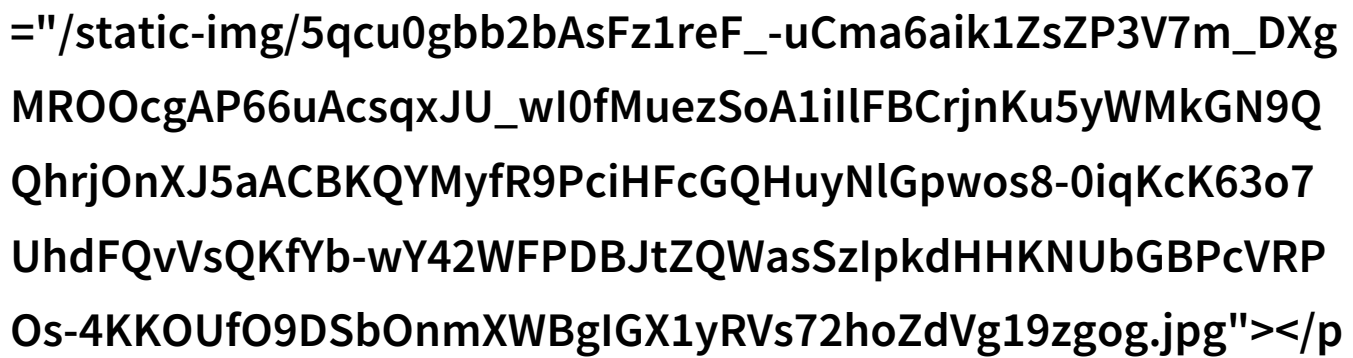 ="/static-img/5qcu0gbb2bAsFz1reF_-uCma6aik1ZsZP3V7m_DXg
MROOcgAP66uAcsqxJU_wI0fMuezSoA1iIlFBCrjnKu5yWMkGN9Q
QhrjOnXJ5aACBKQYMyfR9PciHFcGQHuyNlGpwos8-0iqKcK63o7
UhdFQvVsQKfYb-wY42WFPDBJtZQWasSzIpkdHHKNUbGBPcVRP
Os-4KKOUfO9DSbOnmXWBgIGX1yRVs72hoZdVg19zgog.jpg"></p